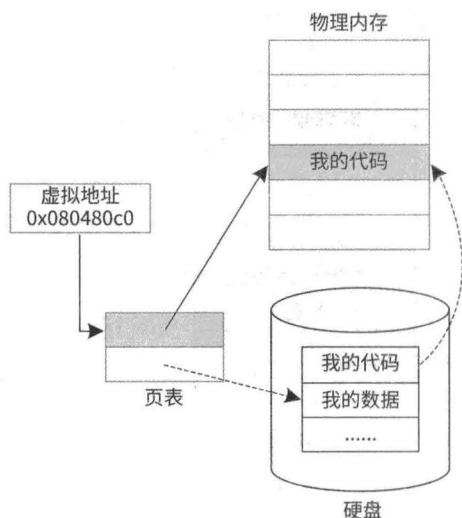 物理内存
我的代码
虚拟地址
0x080480c0
页表
我的代码
我的数据
......
硬盘